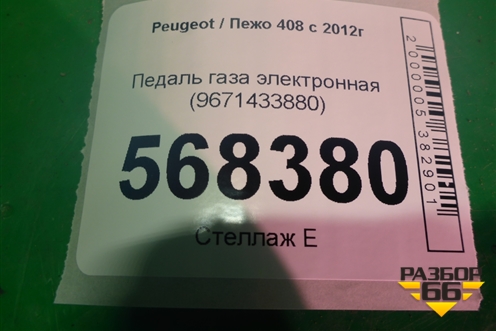 Peugeot / Пежо 408 с 2012г
Педаль газа электронная
(9671433880)
568380
Стеллаж Е
2000005382901
РАЗБОР
66